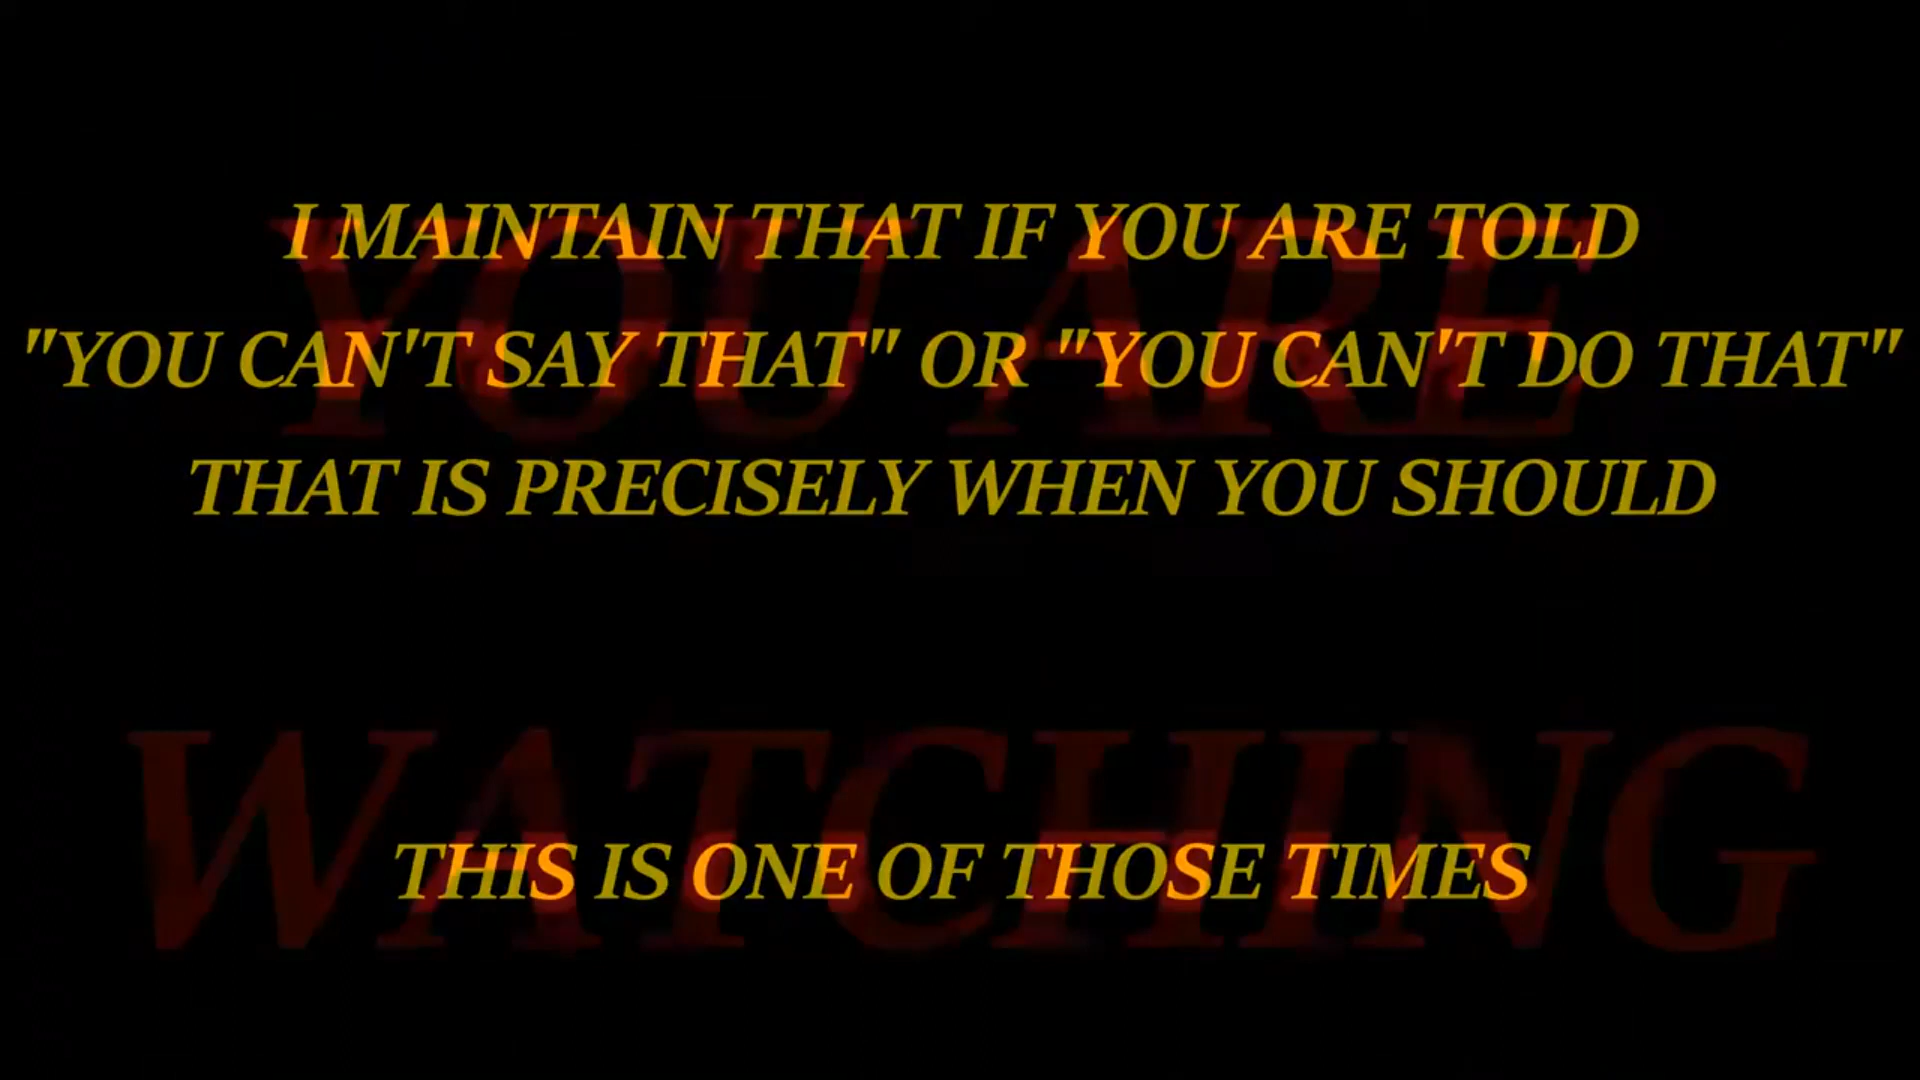 I MAINTAIN THAT IF YOU ARE TOLD
"YOU CAN'T SAY THAT" OR "YOU CAN'T DO THAT"
THAT IS PRECISELY WHEN YOU SHOULD
THIS IS ONE OF THOSE TIMES
YOU ARE
WATCHING